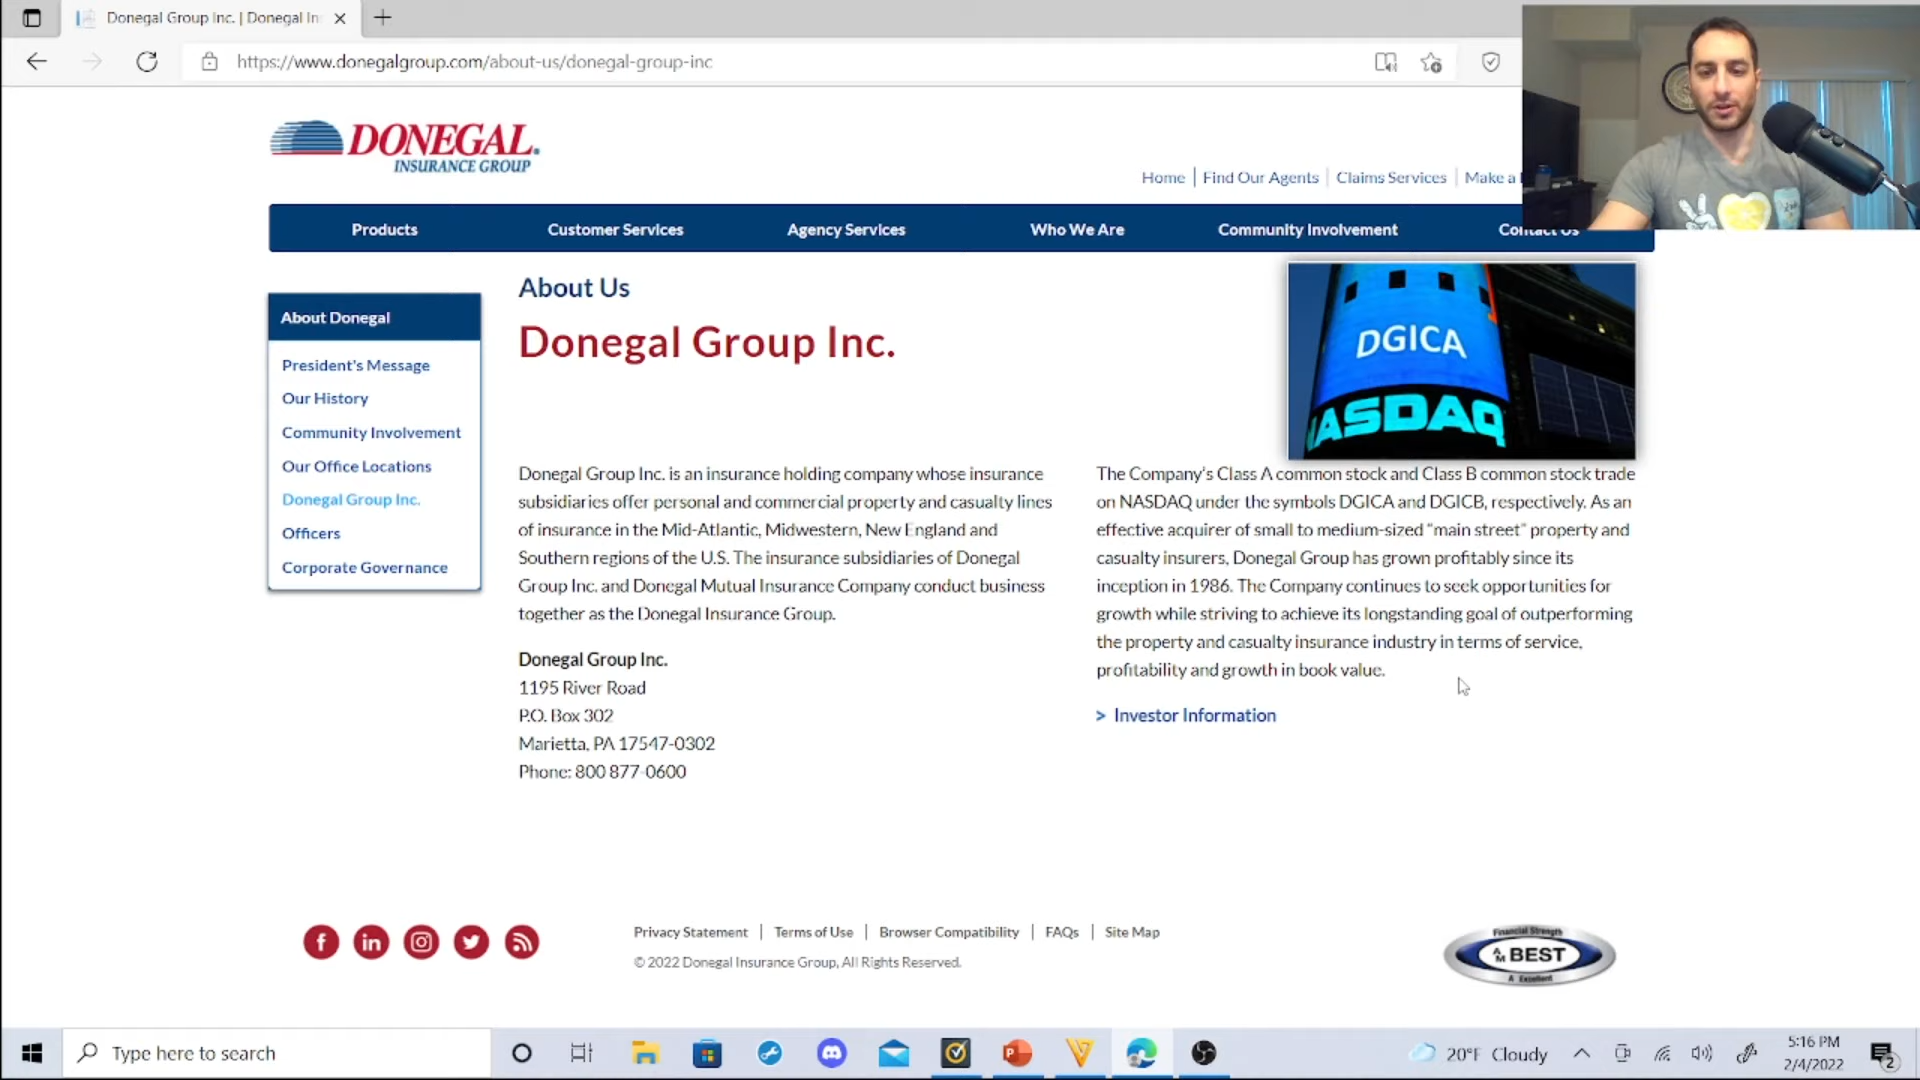 Donegal Group Inc. | Donegal In
https://www.donegalgroup.com/about-us/donegal-group-inc
DONEGAL.
INSURANCE GROUP
Home | Find Our Agents | Claims Services | Make a
Products Customer Services Agency Services Who We Are Community Involvement Contact Us
About Donegal
President's Message
Our History
Community Involvement
Our Office Locations
Donegal Group Inc.
Officers
Corporate Governance
About Us
Donegal Group Inc.
DGICA
NASDAQ
Donegal Group Inc. is an insurance holding company whose insurance
subsidiaries offer personal and commercial property and casualty lines
of insurance in the Mid-Atlantic, Midwestern, New England and
Southern regions of the U.S. The insurance subsidiaries of Donegal
Group Inc. and Donegal Mutual Insurance Company conduct business
together as the Donegal Insurance Group.
Donegal Group Inc.
1195 River Road
P.O. Box 302
Marietta, PA 17547-0302
Phone: 800 877-0600
The Company's Class A common stock and Class B common stock trade
on NASDAQ under the symbols DGICA and DGICB, respectively. As an
effective acquirer of small to medium-sized "main street" property and
casualty insurers, Donegal Group has grown profitably since its
inception in 1986. The Company continues to seek opportunities for
growth while striving to achieve its longstanding goal of outperforming
the property and casualty insurance industry in terms of service,
profitability and growth in book value.
> Investor Information
Privacy Statement | Terms of Use | Browser Compatibility | FAQs | Site Map
© 2022 Donegal Insurance Group, All Rights Reserved.
Financial Strength
AM BEST
A Excellent
Type here to search
20°F Cloudy
5:16 PM
2/4/2022
2